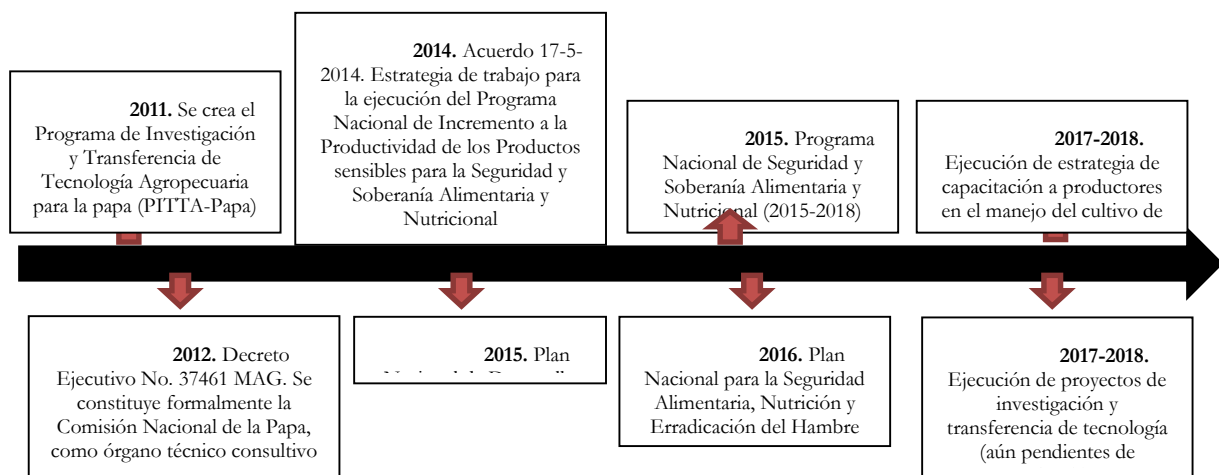 2011. Se crea el
Programa de Investigación
y Transferencia de
Tecnología Agropecuaria
para la papa (PITTA-Papa)
2014. Acuerdo 17-5-
2014. Estrategia de trabajo para
la ejecución del Programa
Nacional de Incremento a la
Productividad de los Productos
sensibles para la Seguridad y
Soberanía Alimentaria y
Nutricional
2015. Programa
Nacional de Seguridad y
Soberanía Alimentaria y
Nutricional (2015-2018)
2017-2018.
Ejecución de estrategia de
capacitación a productores
en el manejo del cultivo de
2012. Decreto
Ejecutivo No. 37461 MAG. Se
constituye formalmente la
Comisión Nacional de la Papa,
como órgano técnico consultivo
2015. Plan
2016. Plan
Nacional para la Seguridad
Alimentaria, Nutrición y
Erradicación del Hambre
2017-2018.
Ejecución de proyectos de
investigación y
transferencia de tecnología
(aún pendientes de